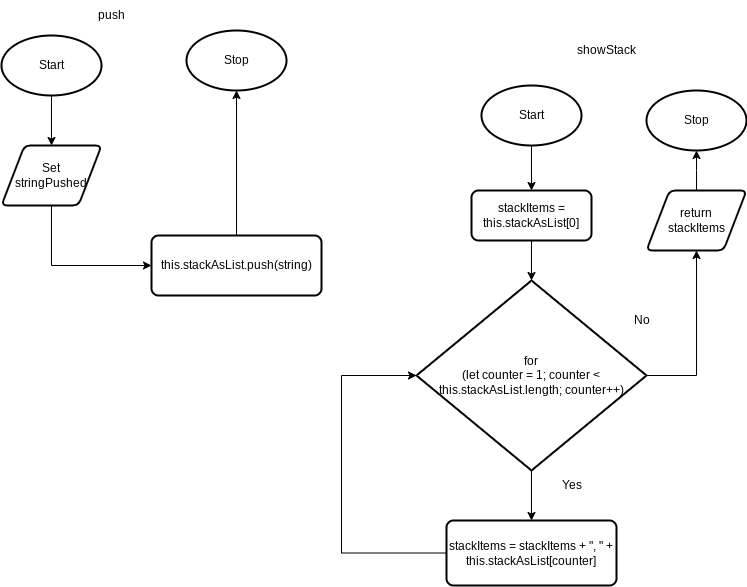 push
Start
Set
stringPushed
this.stackAsList.push(string)
Stop
showStack
Start
stackItems =
this.stackAsList[0]
for
(let counter = 1; counter <
this.stackAsList.length; counter++)
Yes
stackItems = stackItems + ", " +
this.stackAsList[counter]
No
return
stackItems
Stop